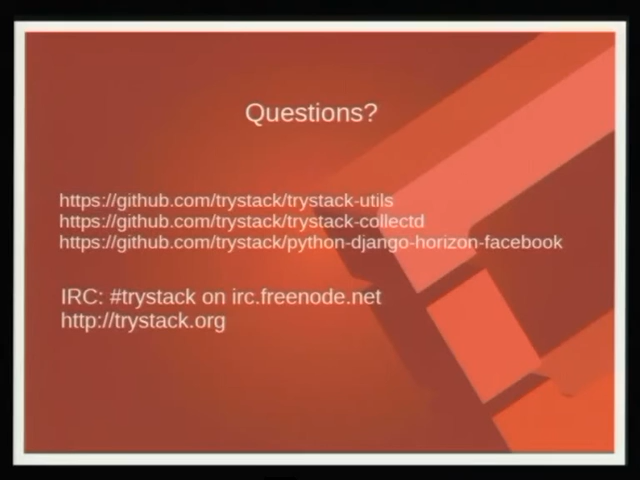 Questions?
https://github.com/trystack/trystack-utils
https://github.com/trystack/trystack-collectd
https://github.com/trystack/python-django-horizon-facebook
IRC: #trystack on irc.freenode.net
http://trystack.org